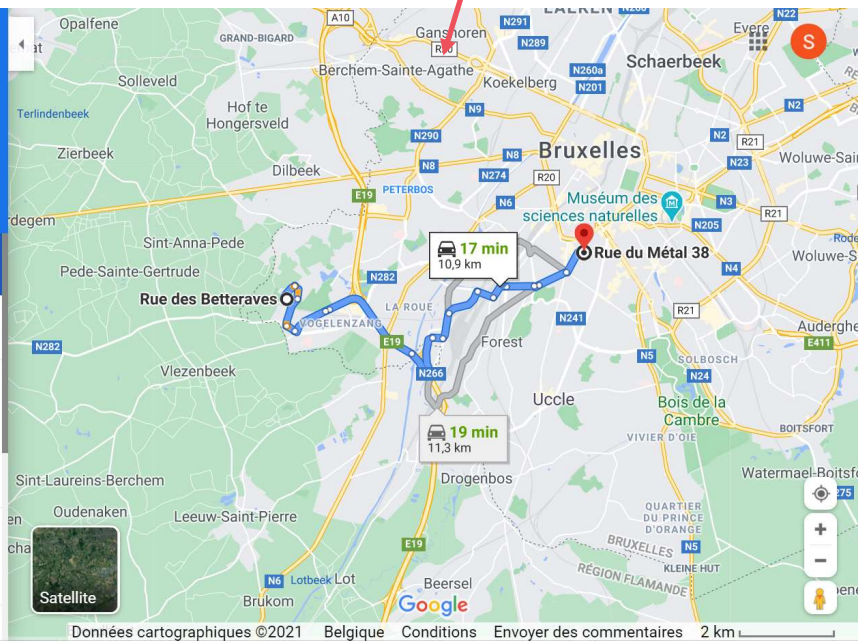 LAEKEN
N22
Opfalene
A10
N291
Evere
Ganshoren
GRAND-BIGARD
N289
S
Berchem-Sainte-Agathe
Schaerbeek
N260a
Koekelberg
Solleveld
N201
Hof te
Hongersveld
N9
N2
Terlindenbeek
N290
N2
R21
Zierbeek
N8
N8
Bruxelles
N23
Woluwe-Sai
Dilbeek
N274
R20
PETERBOS
E19
N6
Muséum des
sciences naturelles
N3
R21
rdegem
N205
Sint-Anna-Pede
17 min
10,9 km
Rue du Métal 38
Woluwe-S
Pede-Sainte-Gertrude
N282
N4
Rue des Betteraves
LA ROUE
R21
VOGELENZANG
N241
Auderghe
E19
Forest
E411
N282
N5
SOLBOSCH
Vlezenbeek
N266
N24
Uccle
Bois de la
Cambre
19 min
11,3 km
BOITSFORT
VIVIER D'OIE
Sint-Laureins-Berchem
Drogenbos
Watermael-Boitsfo
275
Oudenaken
Leeuw-Saint-Pierre
QUARTIER
DU PRINCE
D'ORANGE
E19
BRUXELLES
N5
RÉGION FLAMANDE
KLEINE HUT
N6
Lotbeek
Lot
Beersel
Satellite
Brukom
Google
Données cartographiques ©2021 Belgique Conditions Envoyer des commentaires 2 km